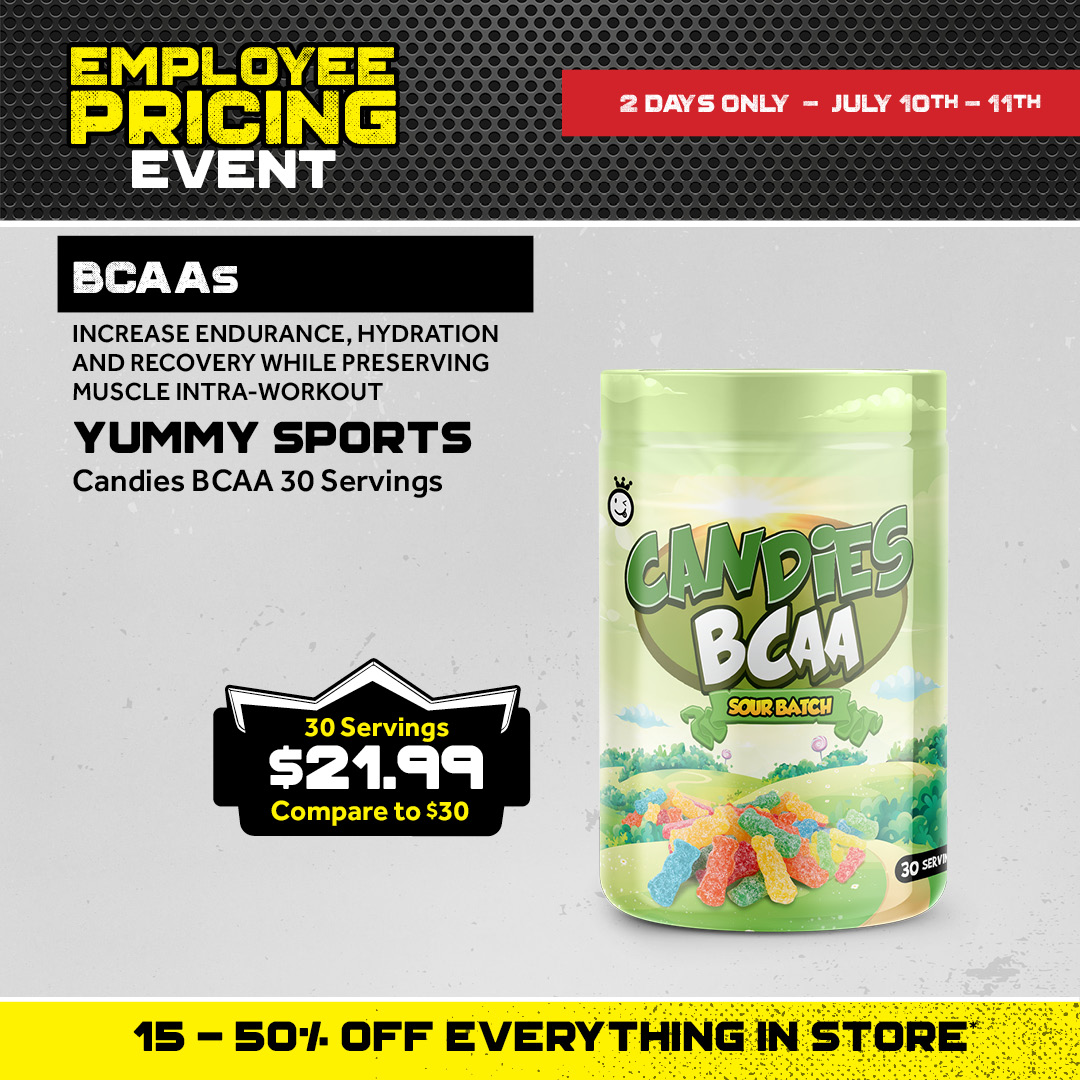 EMPLOYEE
PRICING
EVENT
2 DAYS ONLY – JULY 10TH – 11TH
BCAAs
INCREASE ENDURANCE, HYDRATION
AND RECOVERY WHILE PRESERVING
MUSCLE INTRA-WORKOUT
YUMMY SPORTS
Candies BCAA 30 Servings
CANDIES
BCAA
SOUR BATCH
30 Servings
$21.99
Compare to $30
30
15 – 50% OFF EVERYTHING IN STORE*